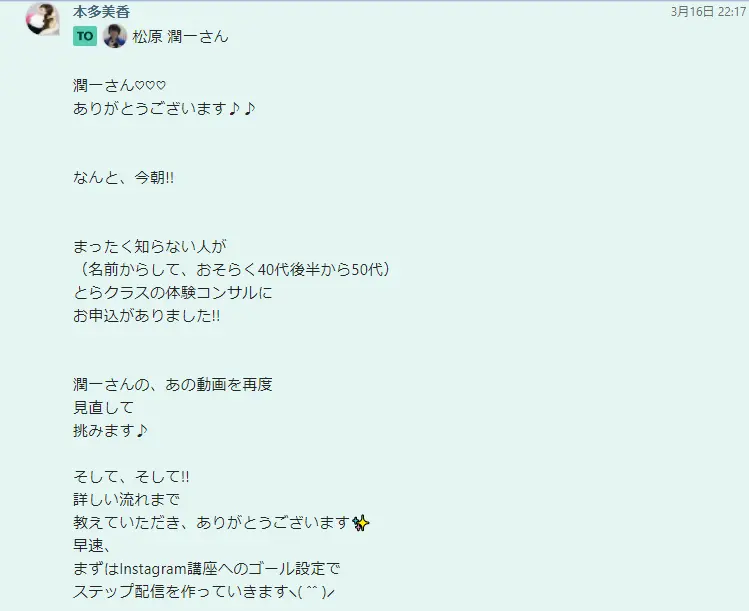 本多美香
3月16日 22:17
TO 松原 潤一さん
潤一さん♡♡♡
ありがとうございます♪♪
なんと、今朝!!
まったく知らない人が
（名前からして、おそらく40代後半から50代）
とらクラスの体験コンサルに
お申込がありました!!
潤一さんの、あの動画を再度
見直して
挑みます♪
そして、そして!!
詳しい流れまで
教えていただき、ありがとうございます✨
早速、
まずはInstagram講座へのゴール設定で
ステップ配信を作っていきますヽ( ˆˆ )ノ